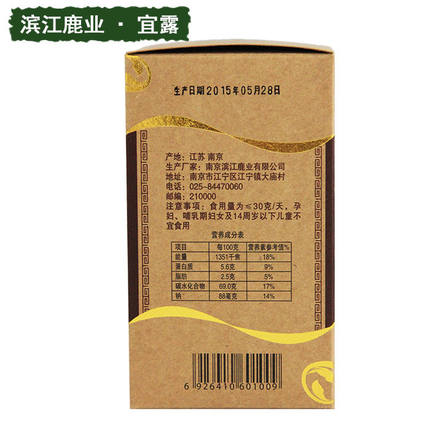 滨江鹿业 · 宜露
生产日期2015年05月28日
产地：江苏 南京
生产厂家：南京滨江鹿业有限公司
地址：南京市江宁区江宁镇大庙村
电话：025-84470060
邮编：210000
注意事项：食用量为≤30克/天，孕
妇、哺乳期妇女及14周岁以下儿童不
宜食用
营养成分表
项目 每100克 营养素参考值%
能量 1351千焦 18%
蛋白质 5.6克 9%
脂肪 2.5克 5%
碳水化合物 69.0克 17%
钠 88毫克 14%
6 926410 601009